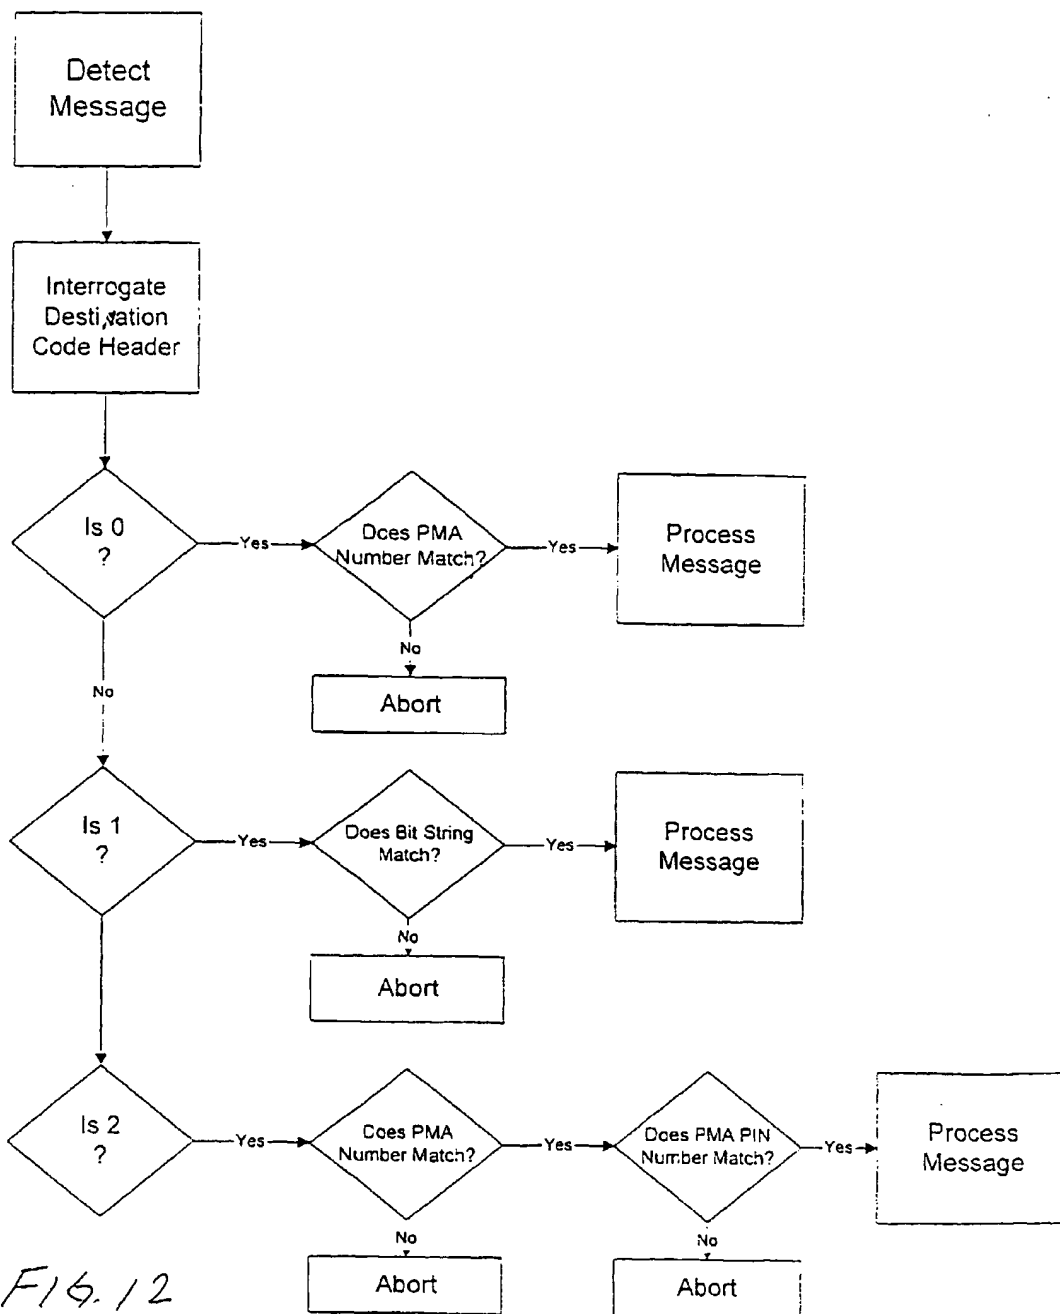 Detect
Message
Interrogate
Destination
Code Header
Is 0
?
Yes
Does PMA
Number Match?
Yes
Process
Message
No
Abort
No
Is 1
?
Yes
Does Bit String
Match?
Yes
Process
Message
No
Abort
Is 2
?
Yes
Does PMA
Number Match?
Yes
Does PMA PIN
Number Match?
Yes
Process
Message
No
Abort
No
Abort
FIG. 12